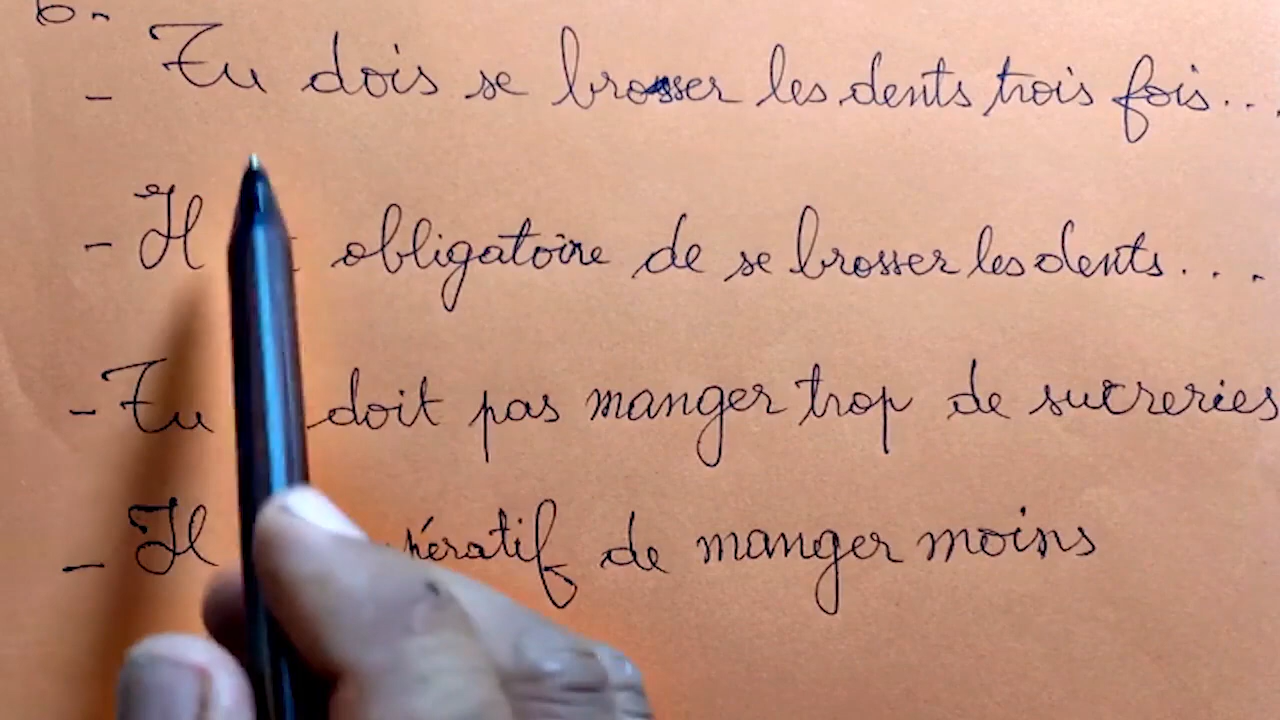 6-
- Tu dois se brosser les dents trois fois...
- Il obligatoire de se brosser les dents....
- Tu doit pas manger trop de sucreries
- Il de manger moins